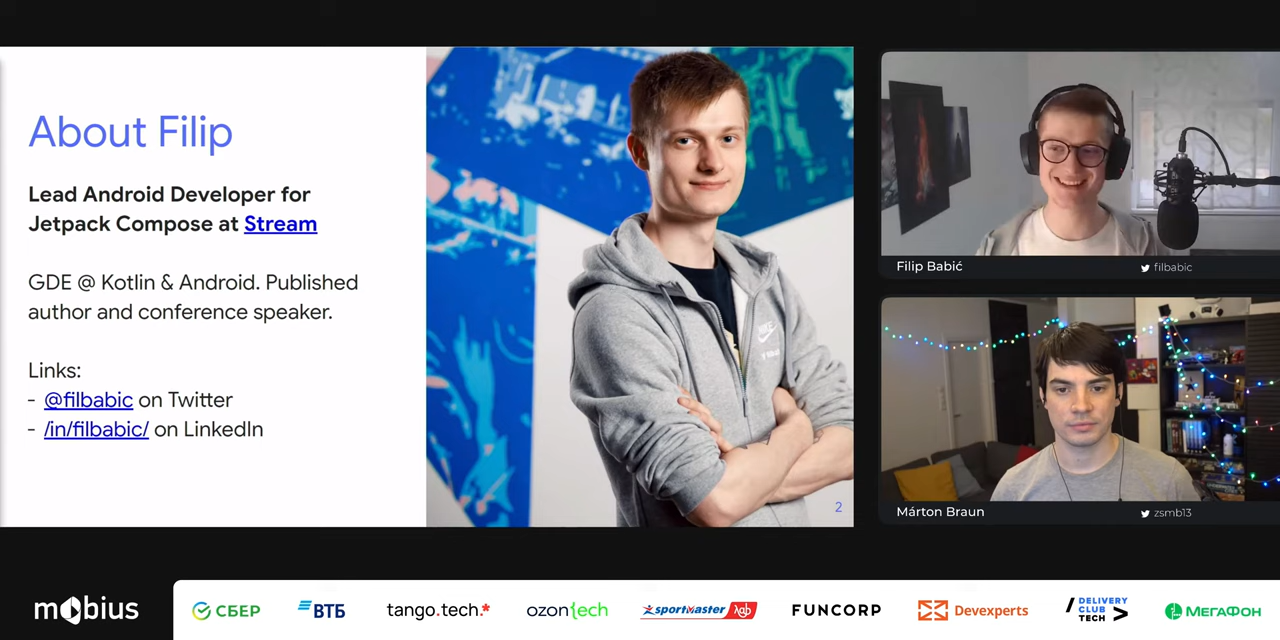 About Filip
Lead Android Developer for
Jetpack Compose at Stream
GDE @ Kotlin & Android. Published
author and conference speaker.
Links:
- @filbabic on Twitter
- /in/filbabic/ on LinkedIn
NIKE
2
Filip Babić
filbabic
Márton Braun
zsmb13
mobius
СБЕР
ВТБ
tango.tech.*
ozon{tech
sportmaster lab
FUNCORP
Devexperts
/ DELIVERY
CLUB
TECH >
МЕГАФОН